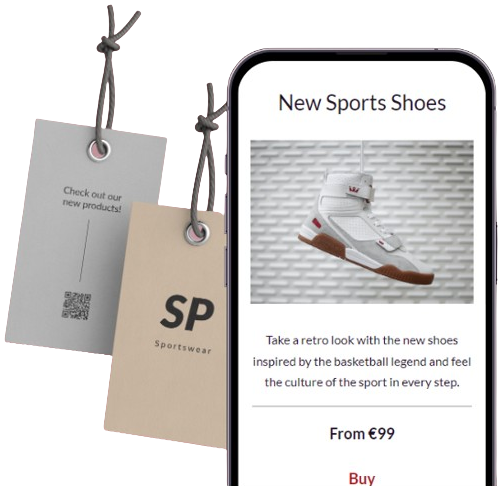 Check out our
new products!
SP
Sportswear
New Sports Shoes
Take a retro look with the new shoes
inspired by the basketball legend and feel
the culture of the sport in every step.
From €99
Buy